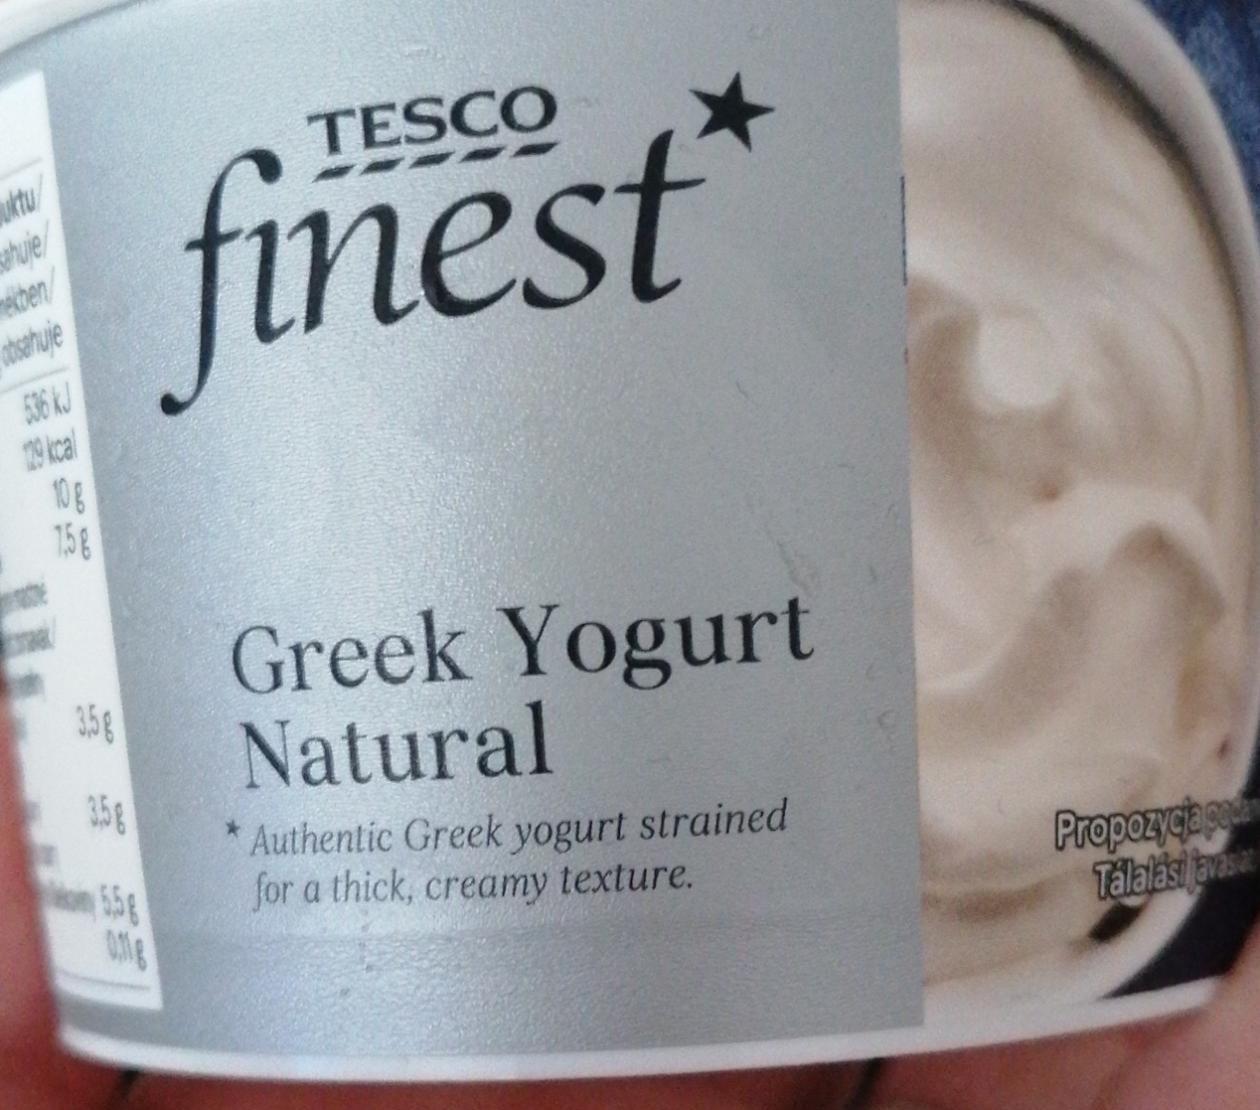 TESCO
finest
Greek Yogurt
Natural
* Authentic Greek yogurt strained
for a thick, creamy texture.
obsahuje
536 kJ
129 kcal
10 g
7,5 g
3,5 g
3,5 g
5,5 g
0,11 g
Propozycja
Tálalási